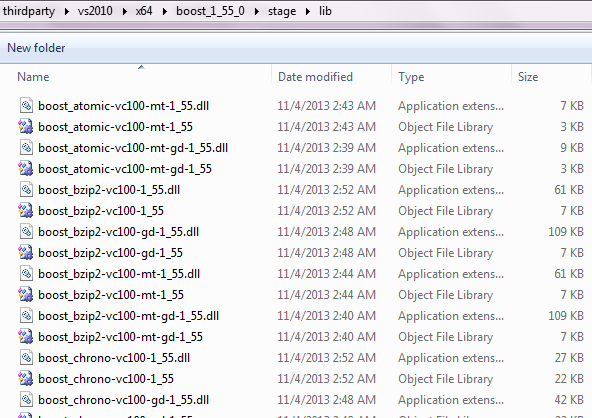 thirdparty ▸ vs2010 ▸ x64 ▸ boost_1_55_0 ▸ stage ▸ lib
New folder
Name Date modified Type Size
boost_atomic-vc100-mt-1_55.dll 11/4/2013 2:43 AM Application extens... 7 KB
boost_atomic-vc100-mt-1_55 11/4/2013 2:43 AM Object File Library 3 KB
boost_atomic-vc100-mt-gd-1_55.dll 11/4/2013 2:39 AM Application extens... 9 KB
boost_atomic-vc100-mt-gd-1_55 11/4/2013 2:39 AM Object File Library 3 KB
boost_bzip2-vc100-1_55.dll 11/4/2013 2:52 AM Application extens... 61 KB
boost_bzip2-vc100-1_55 11/4/2013 2:52 AM Object File Library 7 KB
boost_bzip2-vc100-gd-1_55.dll 11/4/2013 2:48 AM Application extens... 109 KB
boost_bzip2-vc100-gd-1_55 11/4/2013 2:48 AM Object File Library 7 KB
boost_bzip2-vc100-mt-1_55.dll 11/4/2013 2:44 AM Application extens... 61 KB
boost_bzip2-vc100-mt-1_55 11/4/2013 2:44 AM Object File Library 7 KB
boost_bzip2-vc100-mt-gd-1_55.dll 11/4/2013 2:40 AM Application extens... 109 KB
boost_bzip2-vc100-mt-gd-1_55 11/4/2013 2:40 AM Object File Library 7 KB
boost_chrono-vc100-1_55.dll 11/4/2013 2:52 AM Application extens... 27 KB
boost_chrono-vc100-1_55 11/4/2013 2:52 AM Object File Library 22 KB
boost_chrono-vc100-gd-1_55.dll 11/4/2013 2:48 AM Application extens... 42 KB